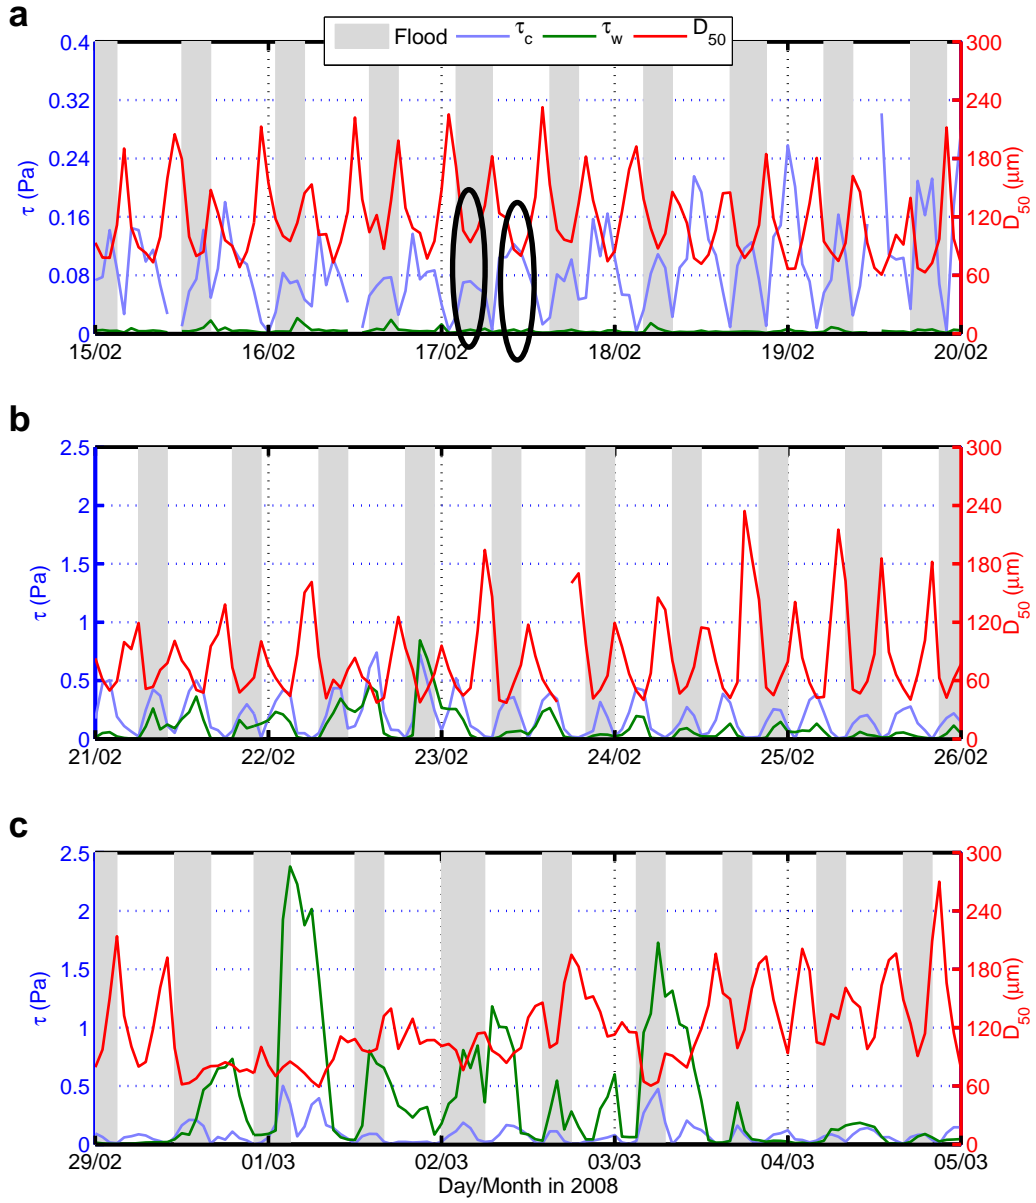 a
Flood τc τw D50
0.4 300
0.32 240
0.24 180
0.16 120
0.08 60
0 0
τ (Pa)
D50 (μm)
15/02 16/02 17/02 18/02 19/02 20/02
b
2.5 300
2 240
1.5 180
1 120
0.5 60
0 0
τ (Pa)
D50 (μm)
21/02 22/02 23/02 24/02 25/02 26/02
c
2.5 300
2 240
1.5 180
1 120
0.5 60
0 0
τ (Pa)
D50 (μm)
29/02 01/03 02/03 03/03 04/03 05/03
Day/Month in 2008